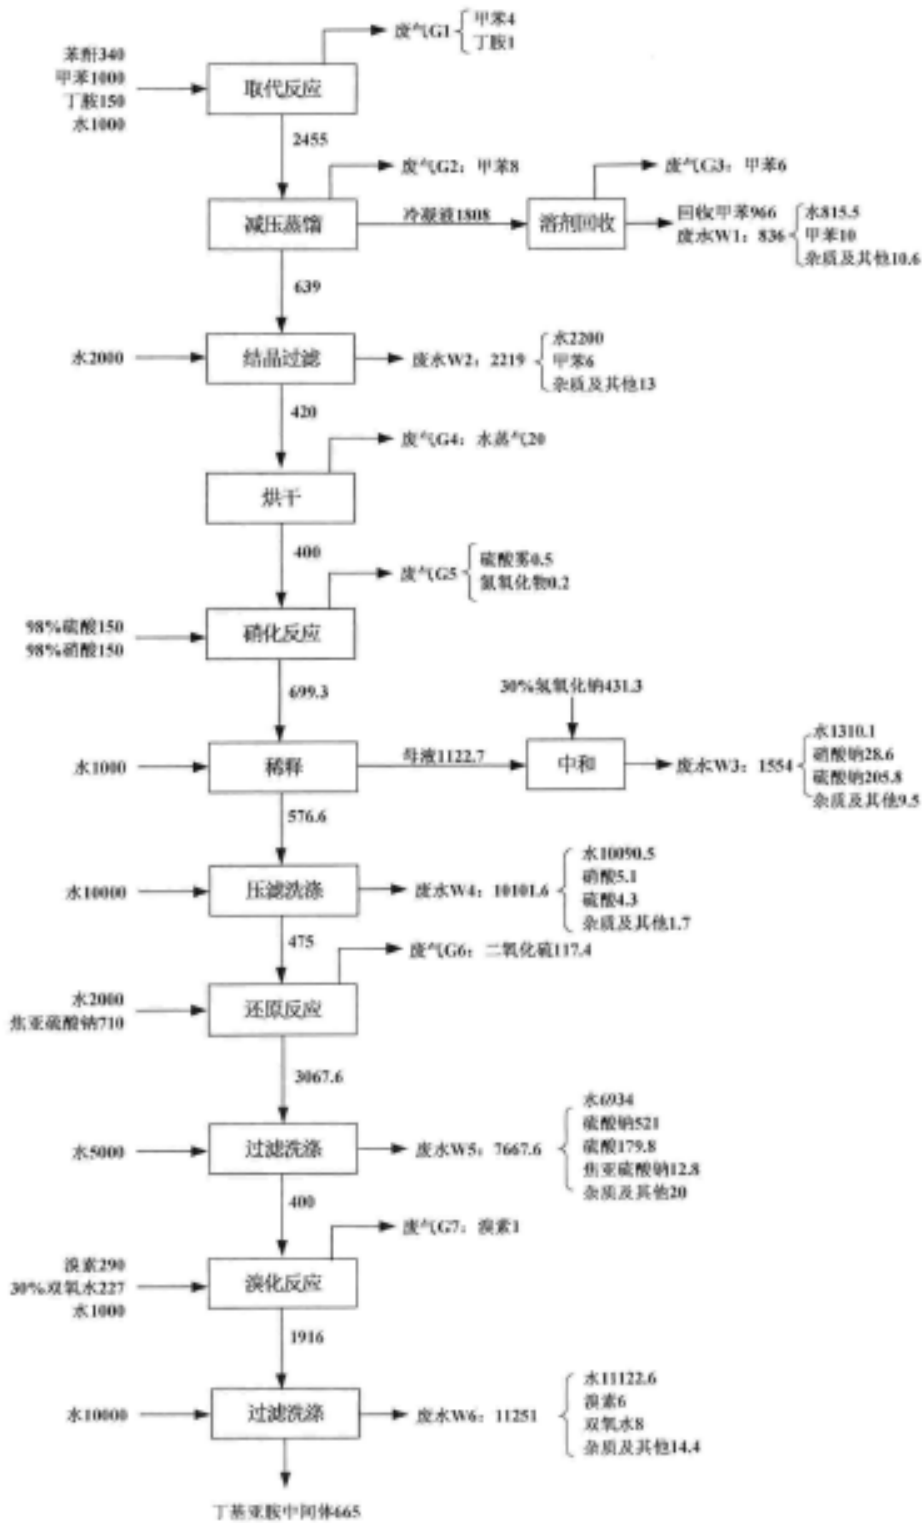 废气G1
甲苯4
丁胺1
苯酐340
甲苯1000
丁胺150
水1000
取代反应
2455
废气G2：甲苯8
废气G3：甲苯6
减压蒸馏
冷凝液1808
溶剂回收
回收甲苯966
废水W1：836
水815.5
甲苯10
杂质及其他10.6
639
水2000
结晶过滤
废水W2：2219
水2200
甲苯6
杂质及其他13
420
废气G4：水蒸气20
烘干
400
废气G5
硫酸雾0.5
氮氧化物0.2
98%硫酸150
98%硝酸150
硝化反应
699.3
30%氢氧化钠431.3
水1000
稀释
母液1122.7
中和
废水W3：1554
水1310.1
硝酸钠28.6
硫酸钠205.8
杂质及其他9.5
576.6
水10000
压滤洗涤
废水W4：10101.6
水10090.5
硝酸5.1
硫酸4.3
杂质及其他1.7
475
废气G6：二氧化硫117.4
水2000
焦亚硫酸钠710
还原反应
3067.6
水5000
过滤洗涤
废水W5：7667.6
水6934
硫酸钠521
硫酸179.8
焦亚硫酸钠12.8
杂质及其他20
400
废气G7：溴素1
溴素290
30%双氧水227
水1000
溴化反应
1916
水10000
过滤洗涤
废水W6：11251
水11122.6
溴素6
双氧水8
杂质及其他14.4
丁基亚胺中间体665